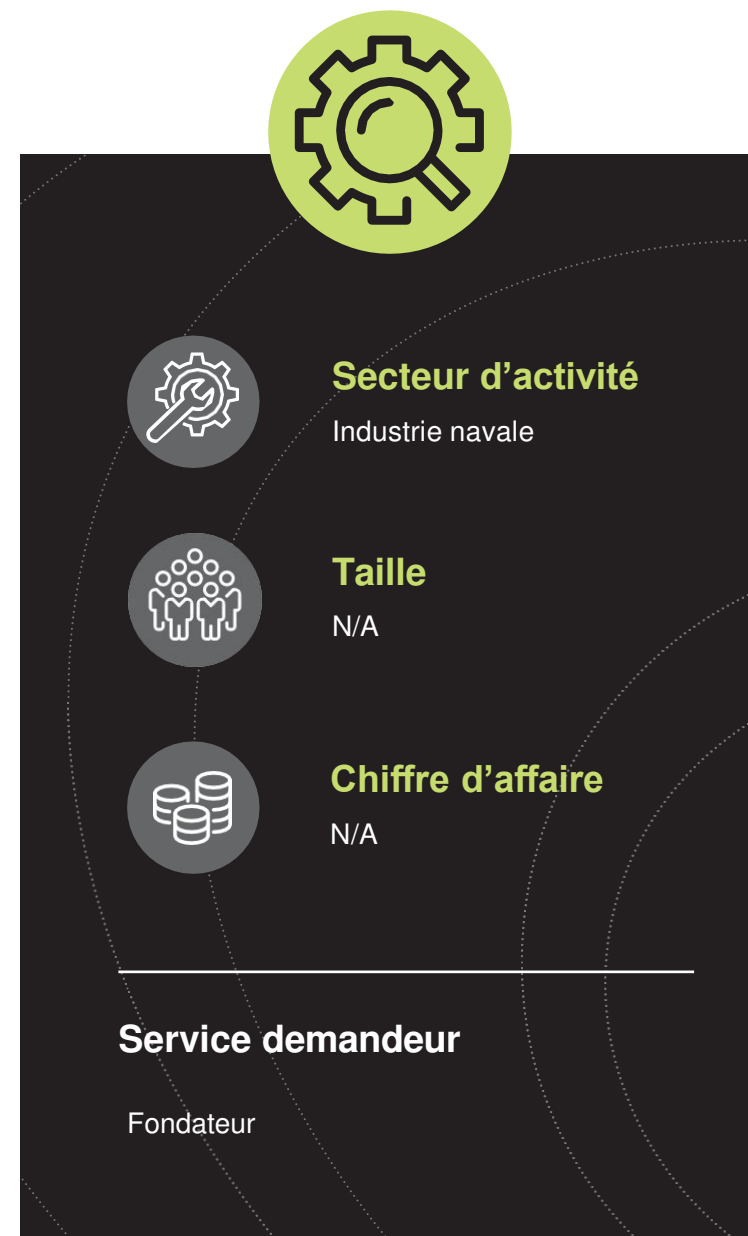 Secteur d’activité
Industrie navale
Taille
N/A
Chiffre d’affaire
N/A
Service demandeur
Fondateur